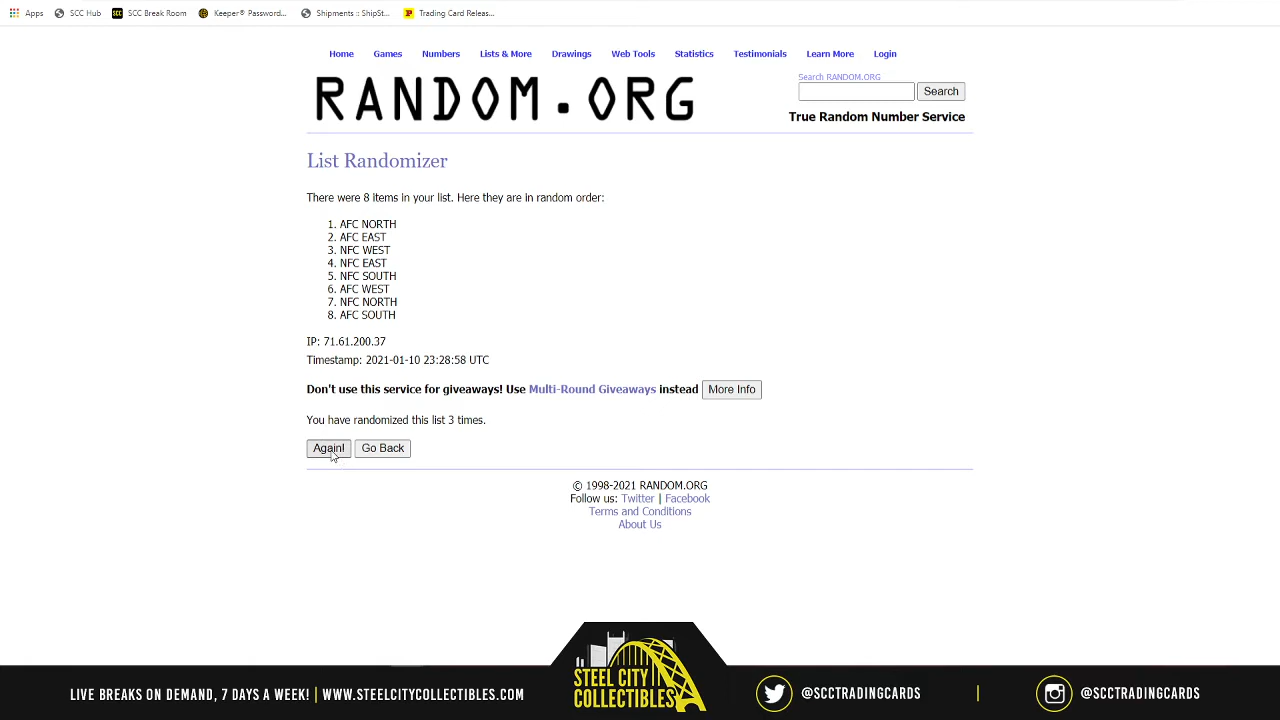 Apps SCC Hub SCC SCC Break Room Keeper® Password... Shipments :: ShipSt... Trading Card Releas...
Home Games Numbers Lists & More Drawings Web Tools Statistics Testimonials Learn More Login
RANDOM.ORG
Search RANDOM.ORG
Search
True Random Number Service
List Randomizer
There were 8 items in your list. Here they are in random order:
1. AFC NORTH
2. AFC EAST
3. NFC WEST
4. NFC EAST
5. NFC SOUTH
6. AFC WEST
7. NFC NORTH
8. AFC SOUTH
IP: 71.61.200.37
Timestamp: 2021-01-10 23:28:58 UTC
Don't use this service for giveaways! Use Multi-Round Giveaways instead More Info
You have randomized this list 3 times.
Again! Go Back
© 1998-2021 RANDOM.ORG
Follow us: Twitter | Facebook
Terms and Conditions
About Us
LIVE BREAKS ON DEMAND, 7 DAYS A WEEK! | WWW.STEELCITYCOLLECTIBLES.COM
STEEL CITY
COLLECTIBLES
@SCCTRADINGCARDS | @SCCTRADINGCARDS